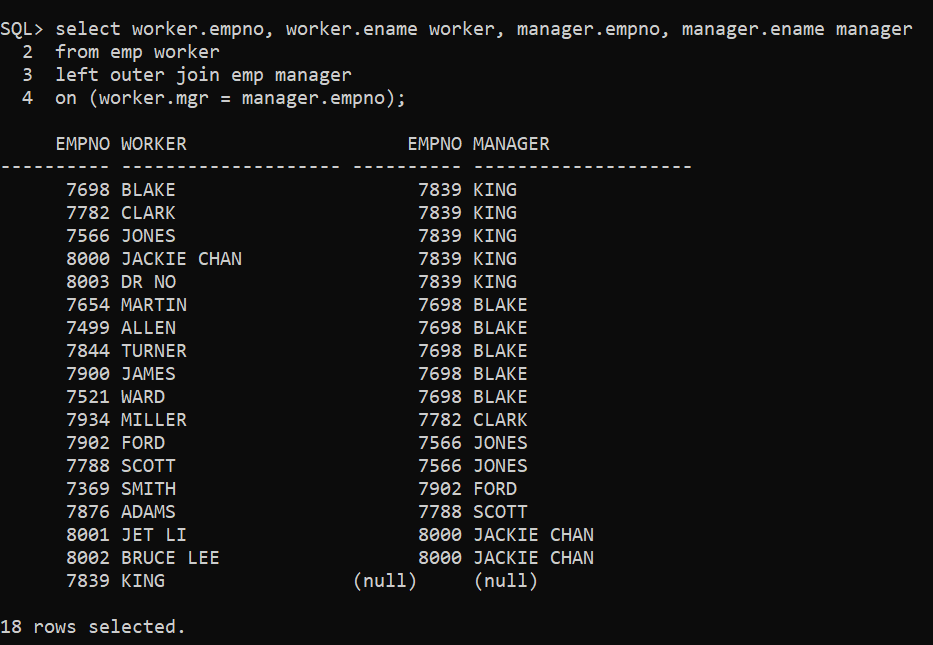 SQL> select worker.empno, worker.ename worker, manager.empno, manager.ename manager
  2  from emp worker
  3  left outer join emp manager
  4  on (worker.mgr = manager.empno);

     EMPNO WORKER                    EMPNO MANAGER
---------- -------------------- ---------- --------------------
      7698 BLAKE                      7839 KING
      7782 CLARK                      7839 KING
      7566 JONES                      7839 KING
      8000 JACKIE CHAN                7839 KING
      8003 DR NO                      7839 KING
      7654 MARTIN                     7698 BLAKE
      7499 ALLEN                      7698 BLAKE
      7844 TURNER                     7698 BLAKE
      7900 JAMES                      7698 BLAKE
      7521 WARD                       7698 BLAKE
      7934 MILLER                     7782 CLARK
      7902 FORD                       7566 JONES
      7788 SCOTT                      7566 JONES
      7369 SMITH                      7902 FORD
      7876 ADAMS                      7788 SCOTT
      8001 JET LI                     8000 JACKIE CHAN
      8002 BRUCE LEE                  8000 JACKIE CHAN
      7839 KING                 (null)     (null)

18 rows selected.